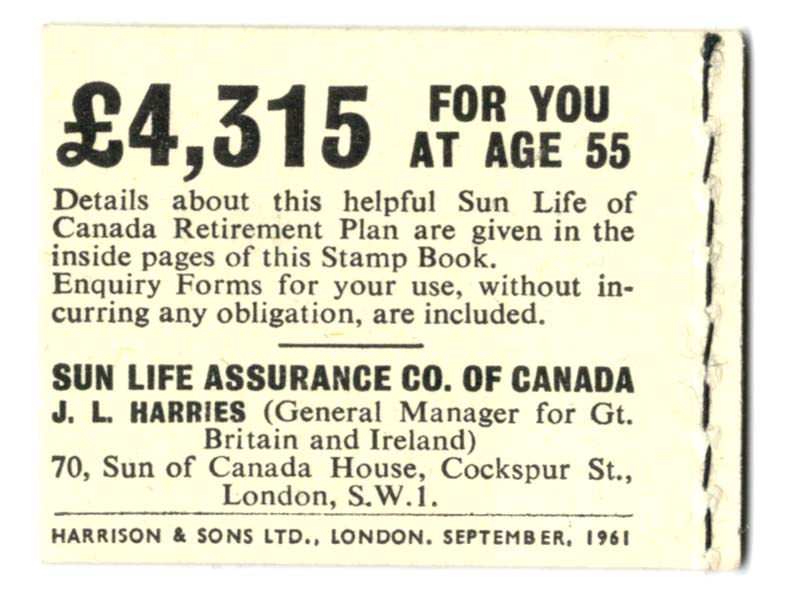 £4,315 FOR YOU
AT AGE 55
Details about this helpful Sun Life of
Canada Retirement Plan are given in the
inside pages of this Stamp Book.
Enquiry Forms for your use, without in-
curring any obligation, are included.
SUN LIFE ASSURANCE CO. OF CANADA
J. L. HARRIES (General Manager for Gt.
Britain and Ireland)
70, Sun of Canada House, Cockspur St.,
London, S.W.1.
HARRISON & SONS LTD., LONDON. SEPTEMBER, 1961